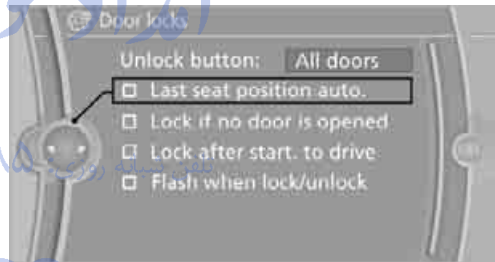 Door locks
Unlock button: All doors
Last seat position auto.
Lock if no door is opened
Lock after start. to drive
Flash when lock/unlock